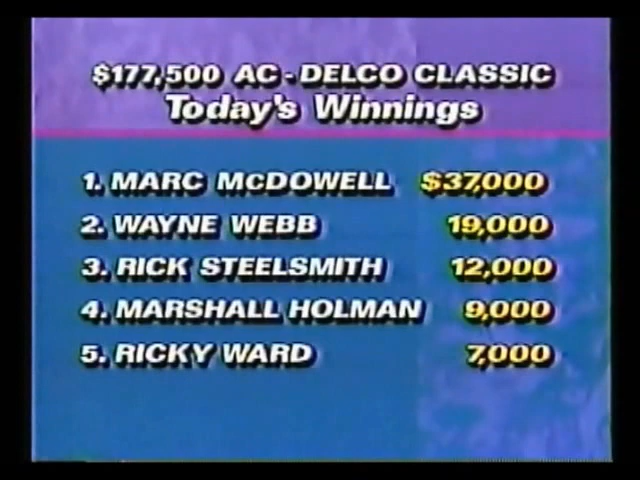 $177,500 AC-DELCO CLASSIC
Today's Winnings
1. MARC McDOWELL $37,000
2. WAYNE WEBB 19,000
3. RICK STEELSMITH 12,000
4. MARSHALL HOLMAN 9,000
5. RICKY WARD 7,000